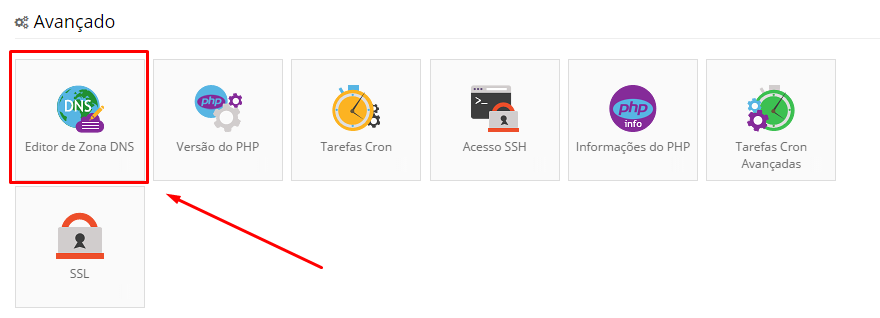 Avançado
DNS
Editor de Zona DNS
php
Versão do PHP
Tarefas Cron
>_
Acesso SSH
php
info
Informações do PHP
Tarefas Cron
Avançadas
SSL